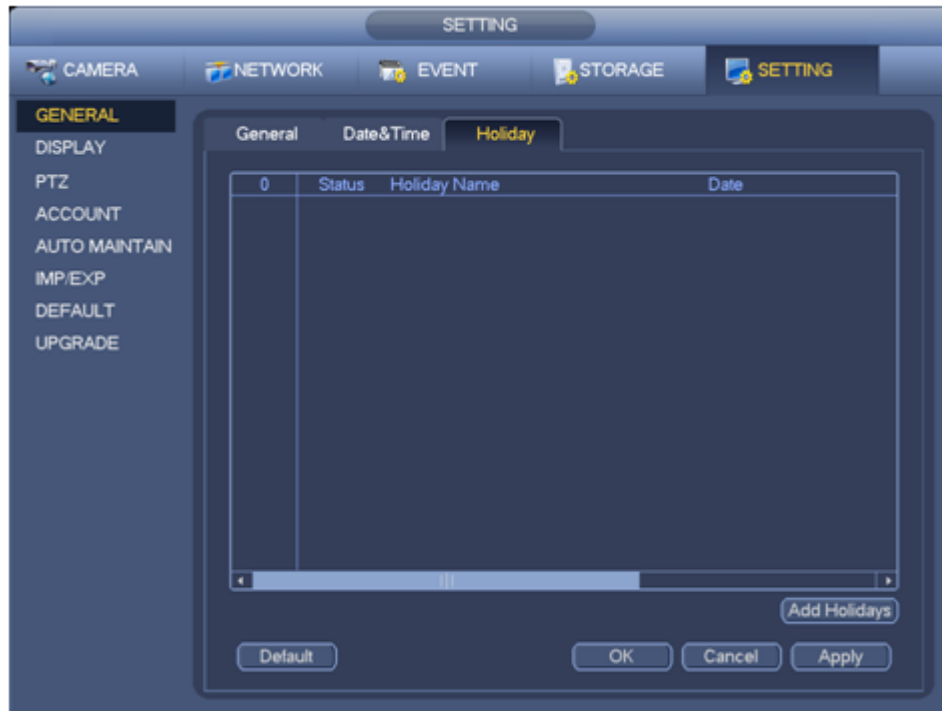 SETTING
CAMERA NETWORK EVENT STORAGE SETTING
GENERAL
DISPLAY
PTZ
ACCOUNT
AUTO MAINTAIN
IMP/EXP
DEFAULT
UPGRADE
General Date&Time Holiday
0 Status Holiday Name Date
Add Holidays
Default OK Cancel Apply